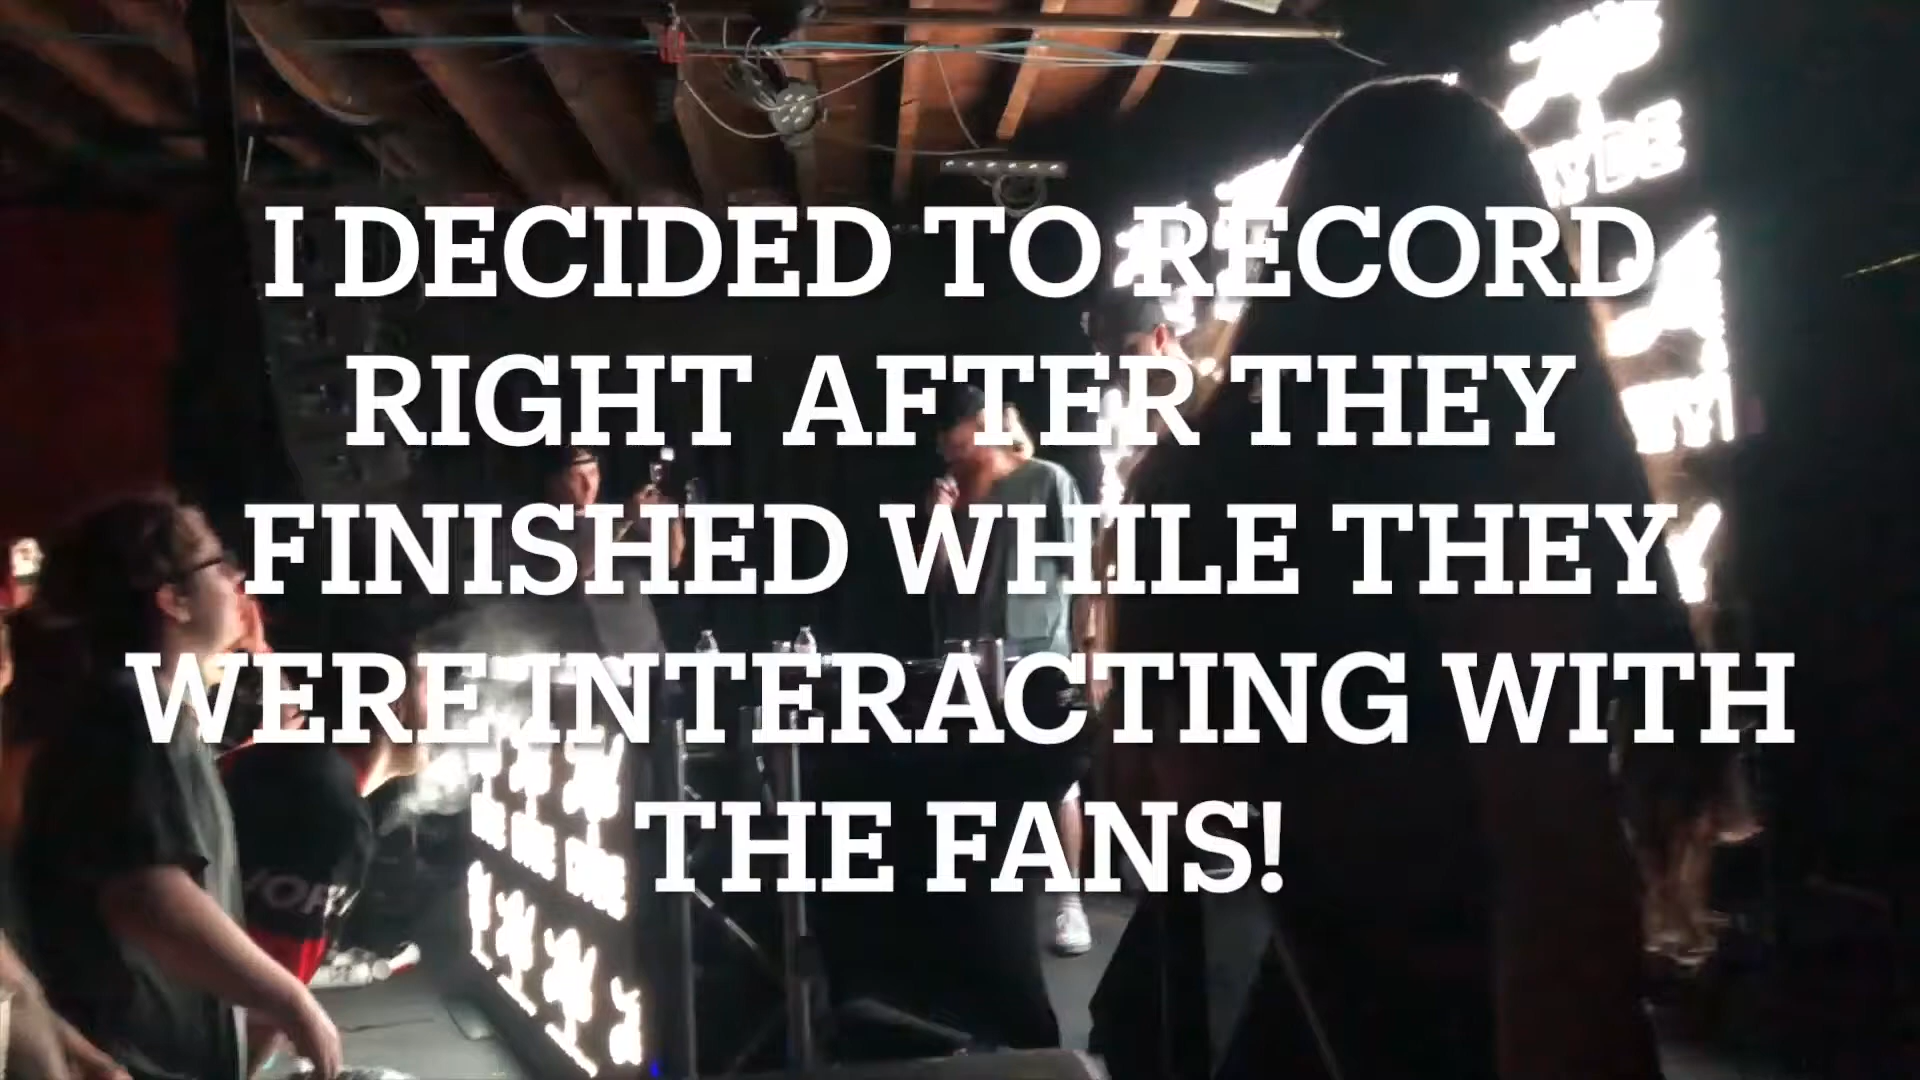 I DECIDED TO RECORD
RIGHT AFTER THEY
FINISHED WHILE THEY
WERE INTERACTING WITH
THE FANS!